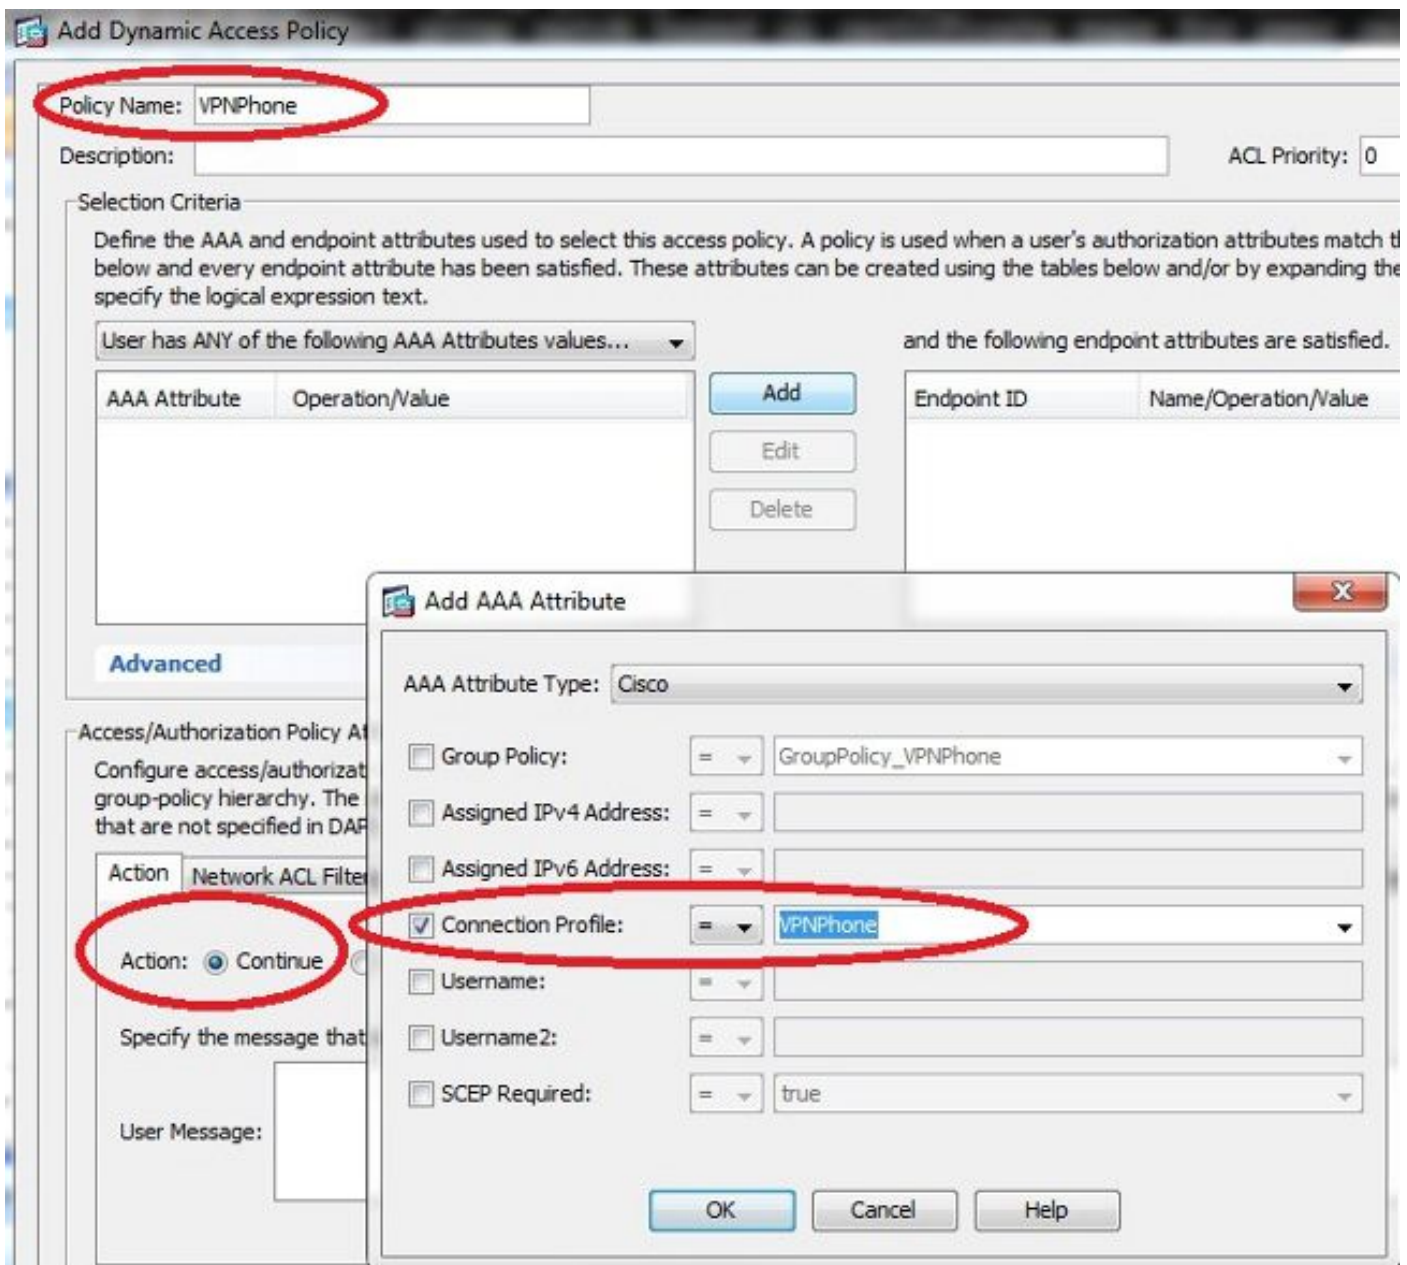 Add Dynamic Access Policy
Policy Name: VPNPhone
Description:
ACL Priority: 0
Selection Criteria
Define the AAA and endpoint attributes used to select this access policy. A policy is used when a user's authorization attributes match
below and every endpoint attribute has been satisfied. These attributes can be created using the tables below and/or by expanding the
specify the logical expression text.
User has ANY of the following AAA Attributes values...
and the following endpoint attributes are satisfied.
AAA Attribute Operation/Value
Add
Edit
Delete
Endpoint ID Name/Operation/Value
Advanced
Add AAA Attribute
AAA Attribute Type: Cisco
Group Policy: = GroupPolicy_VPNPhone
Assigned IPv4 Address: =
Assigned IPv6 Address: =
Connection Profile: = VPNPhone
Username: =
Username2: =
SCEP Required: = true
OK Cancel Help
Access/Authorization Policy
Configure access/authorizat
group-policy hierarchy. The
that are not specified in DAP
Action Network ACL Filte
Action: Continue
Specify the message that
User Message: